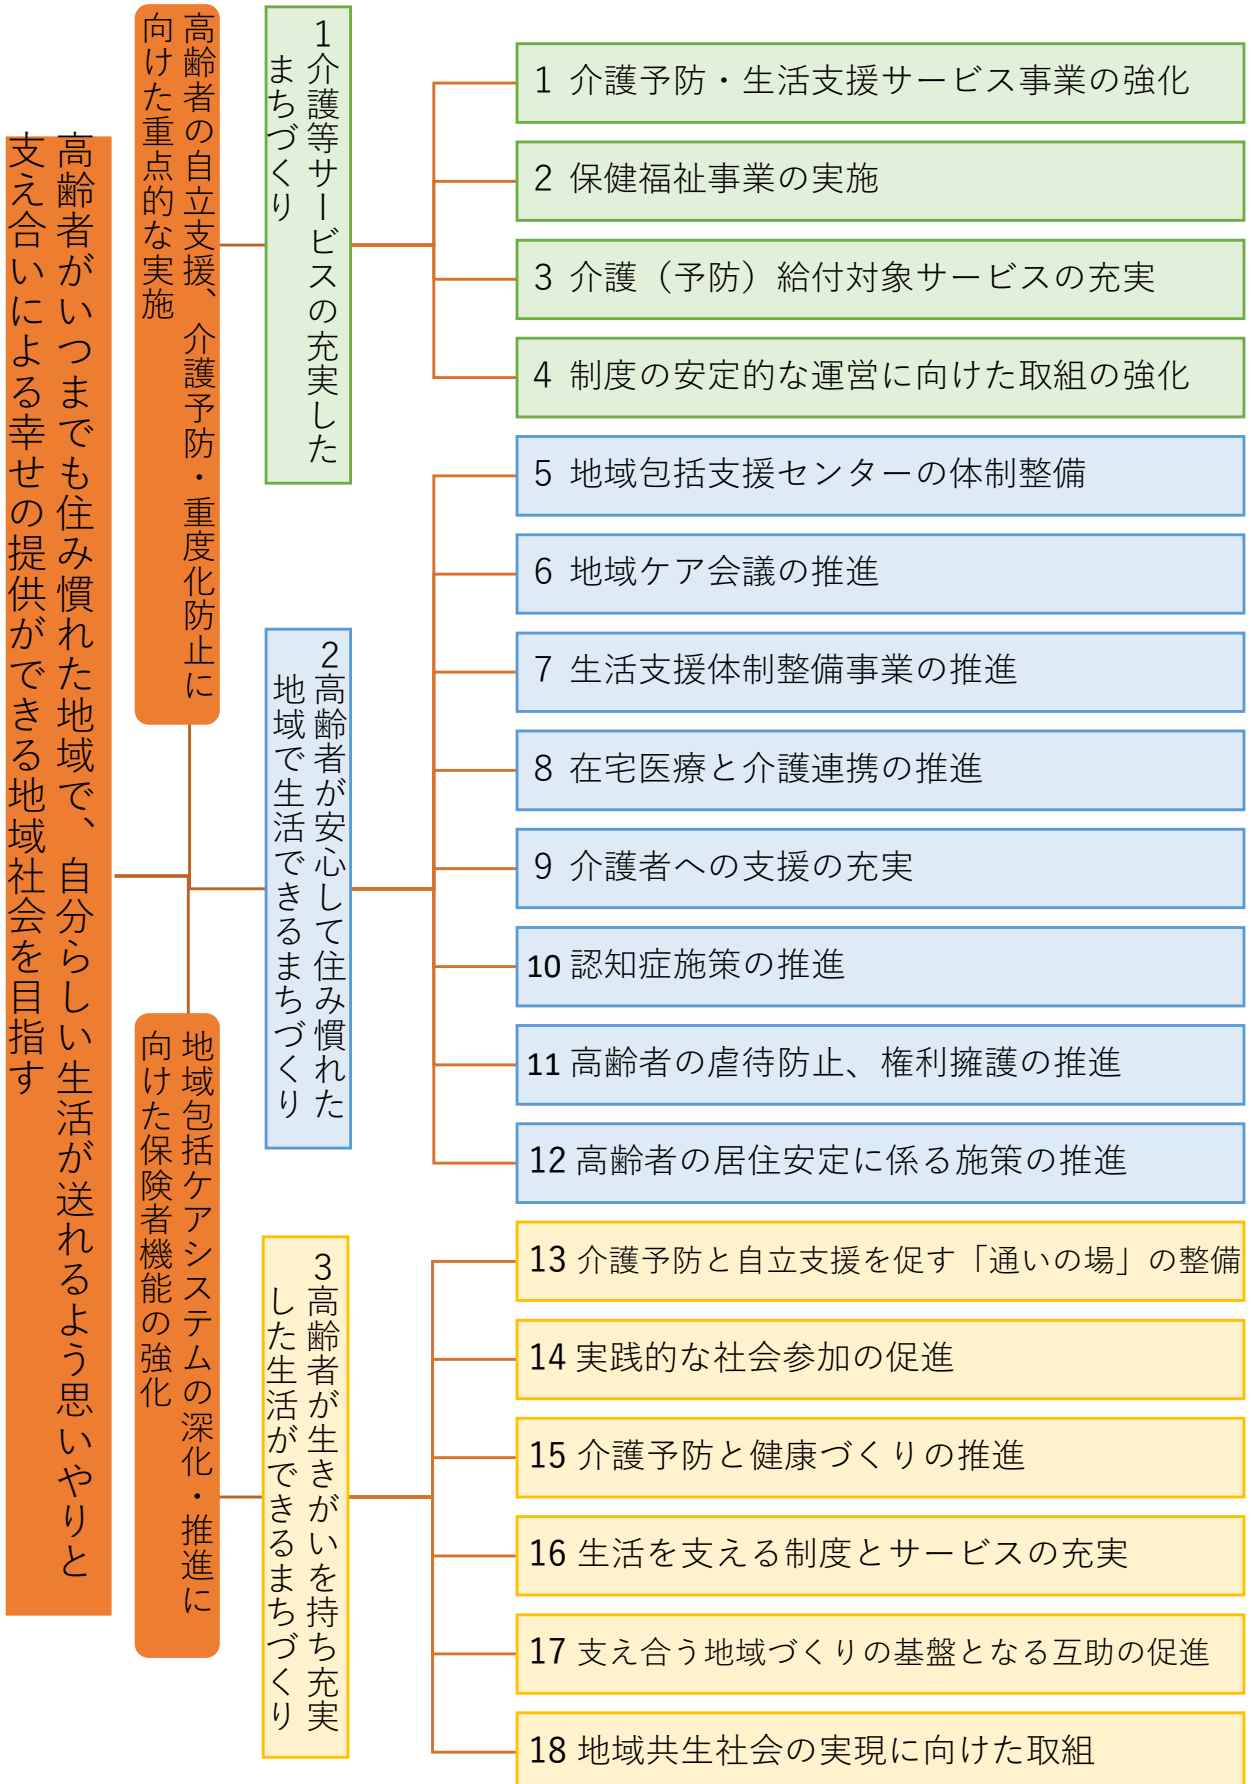 高齢者がいつまでも住み慣れた地域で、自分らしい生活が送れるよう思いやりと
支え合いによる幸せの提供ができる地域社会を目指す
高齢者の自立支援、介護予防・重度化防止に
向けた重点的な実施
地域包括ケアシステムの深化・推進に
向けた保険者機能の強化
1介護等サービスの充実した
まちづくり
1 介護予防・生活支援サービス事業の強化
2 保健福祉事業の実施
3 介護（予防）給付対象サービスの充実
4 制度の安定的な運営に向けた取組の強化
2高齢者が安心して住み慣れた
地域で生活できるまちづくり
5 地域包括支援センターの体制整備
6 地域ケア会議の推進
7 生活支援体制整備事業の推進
8 在宅医療と介護連携の推進
9 介護者への支援の充実
10 認知症施策の推進
11 高齢者の虐待防止、権利擁護の推進
12 高齢者の居住安定に係る施策の推進
3高齢者が生きがいを持ち充実
した生活ができるまちづくり
13 介護予防と自立支援を促す「通いの場」の整備
14 実践的な社会参加の促進
15 介護予防と健康づくりの推進
16 生活を支える制度とサービスの充実
17 支え合う地域づくりの基盤となる互助の促進
18 地域共生社会の実現に向けた取組